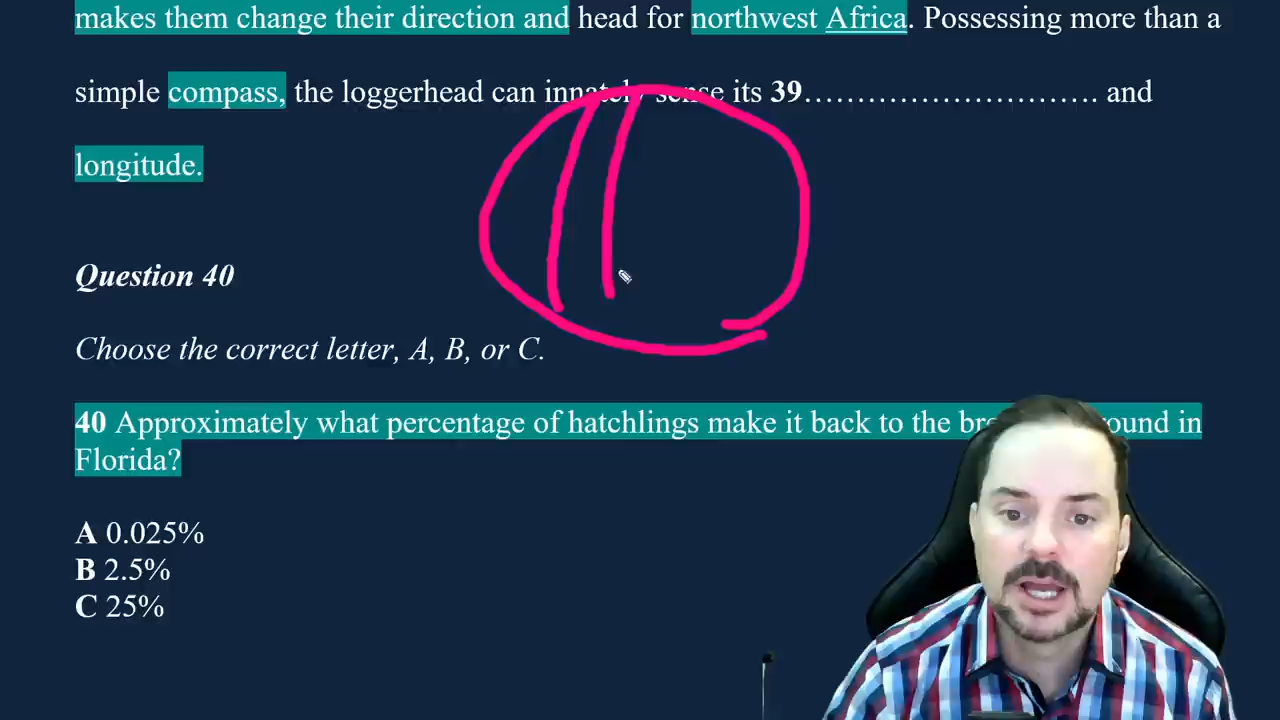 makes them change their direction and head for northwest Africa. Possessing more than a
simple compass, the loggerhead can innately sense its 39............................ and
longitude.
Question 40
Choose the correct letter, A, B, or C.
40 Approximately what percentage of hatchlings make it back to the ound in
Florida?
A 0.025%
B 2.5%
C 25%